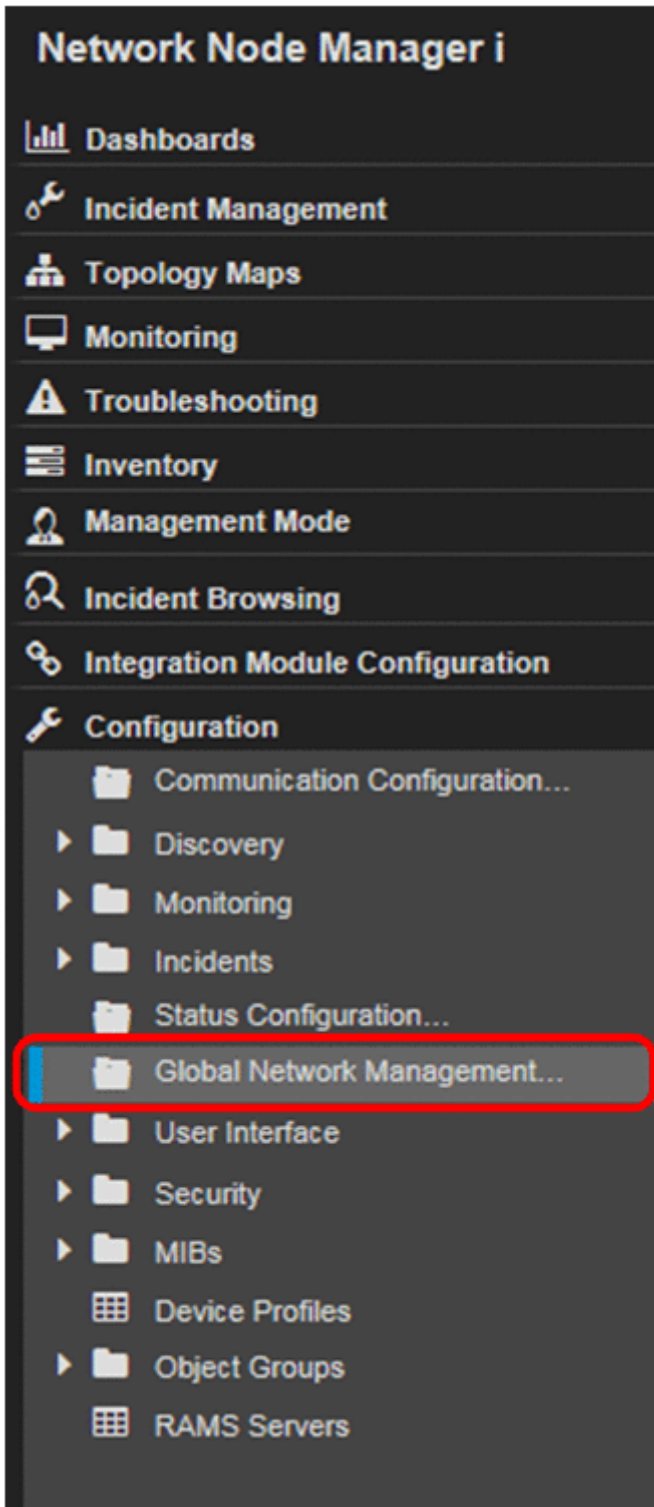 Network Node Manager i
Dashboards
Incident Management
Topology Maps
Monitoring
Troubleshooting
Inventory
Management Mode
Incident Browsing
Integration Module Configuration
Configuration
Communication Configuration...
Discovery
Monitoring
Incidents
Status Configuration...
Global Network Management...
User Interface
Security
MIBs
Device Profiles
Object Groups
RAMS Servers